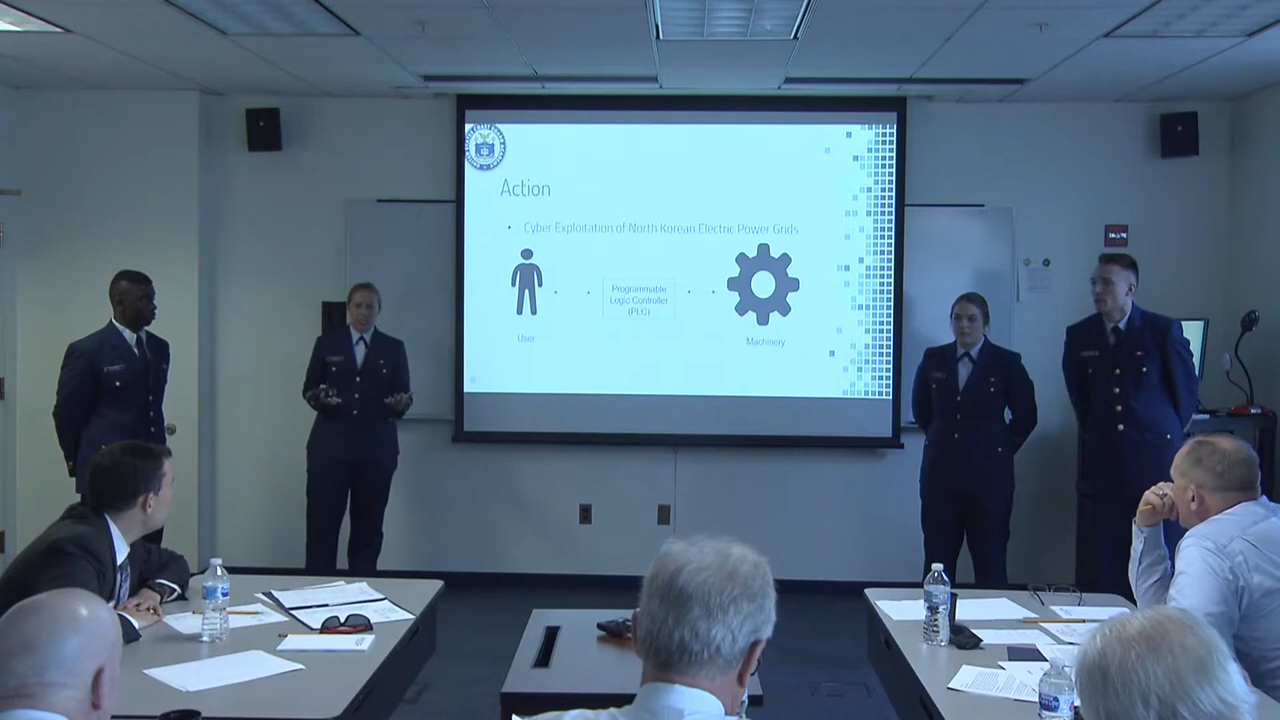 Action
• Cyber Exploitation of North Korean Electric Power Grids
Programmable
Logic Controller
(PLC)
User
Machinery